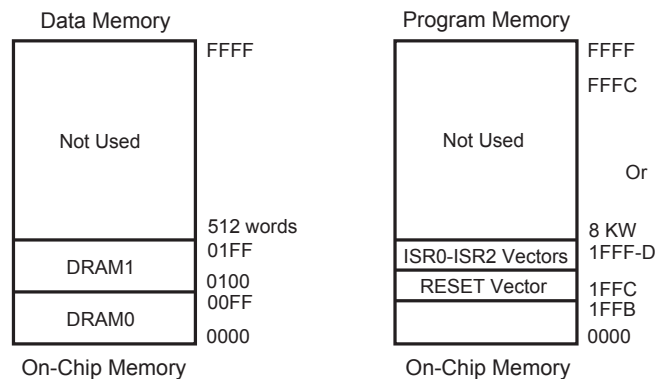 Data Memory
FFFF
Not Used
512 words
01FF
DRAM1
0100
00FF
DRAM0
0000
On-Chip Memory
Program Memory
FFFF
FFFC
Not Used
Or
8 KW
ISR0-ISR2 Vectors
1FFF-D
RESET Vector
1FFC
1FFB
0000
On-Chip Memory